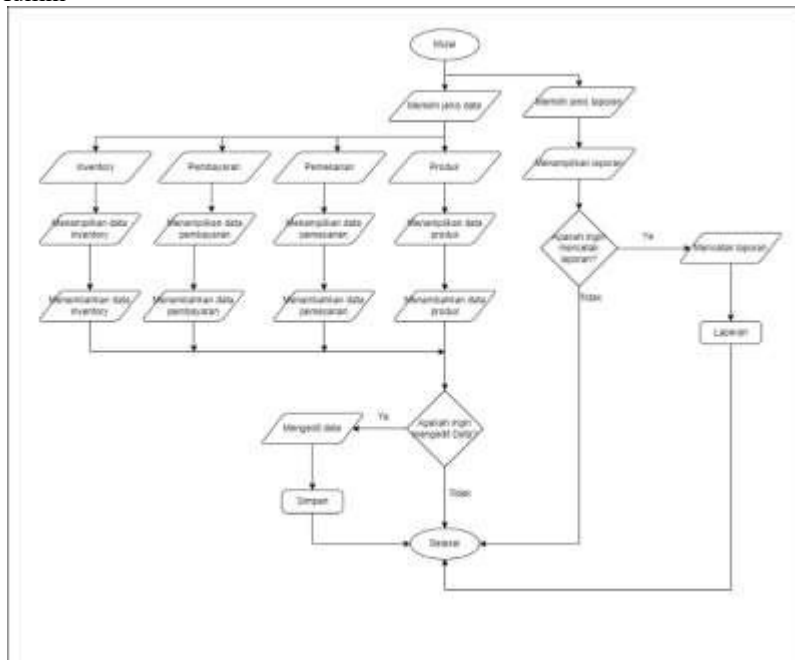 Mulai
Memilih jenis data
Memilih jenis laporan
Inventory
Pembayaran
Pemesanan
Produk
Menampilkan laporan
Menampilkan data
inventory
Menampilkan data
pembayaran
Menampilkan data
pemesanan
Menampilkan data
produk
Apakah ingin
mencetak
laporan?
Ya
Mencetak laporan
Tidak
Menambahkan data
inventory
Menambahkan data
pembayaran
Menambahkan data
pemesanan
Menambahkan data
produk
Laporan
Mengedit data
Ya
Apakah ingin
mengedit Data?
Simpan
Tidak
Selesai